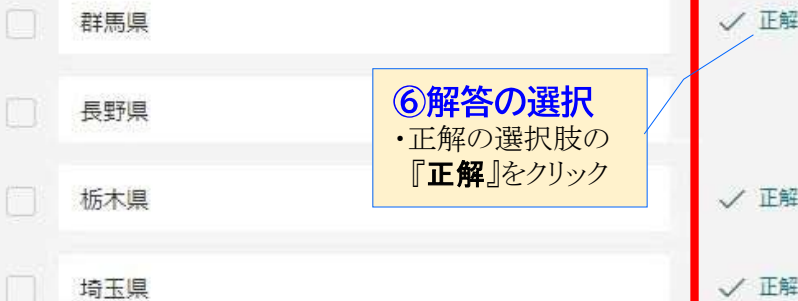 群馬県
✓ 正解
長野県
⑥解答の選択
・正解の選択肢の
『正解』をクリック
栃木県
✓ 正解
埼玉県
✓ 正解